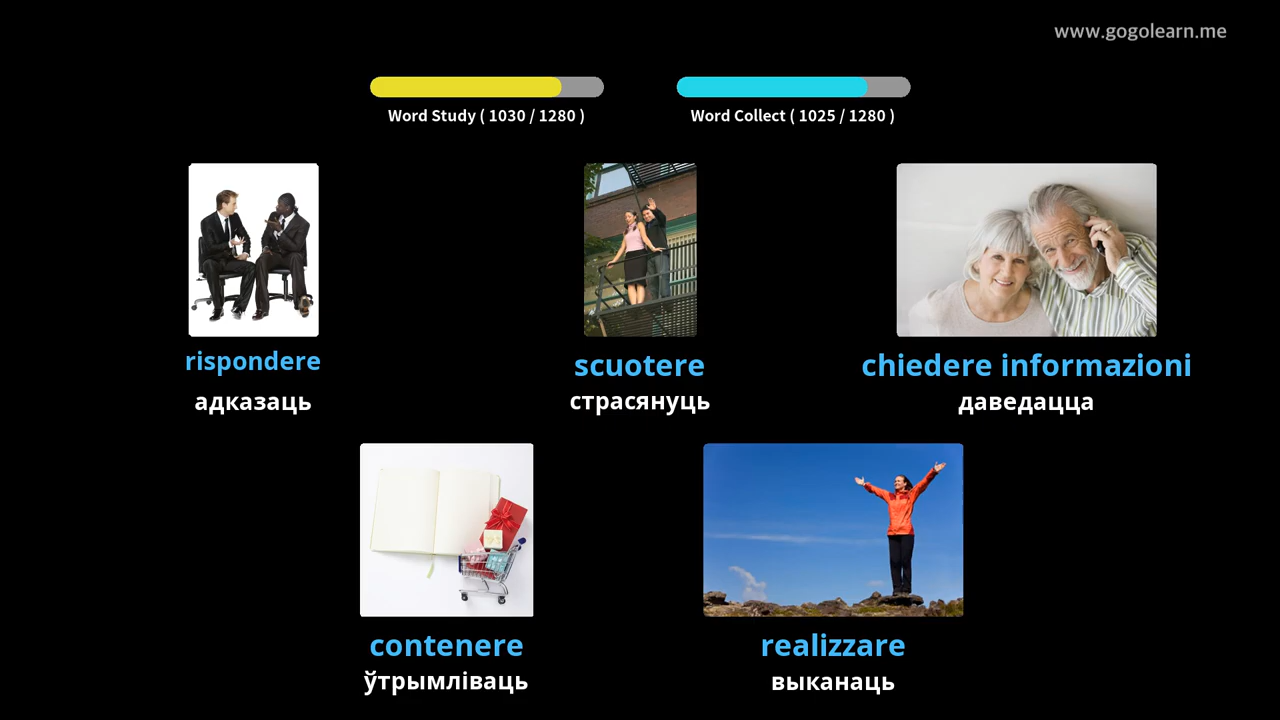 www.gogolearn.me
Word Study ( 1030 / 1280 )
Word Collect ( 1025 / 1280 )
rispondere
адказаць
scuotere
страсянуць
chiedere informazioni
даведацца
contenere
ўтрымліваць
realizzare
выканаць